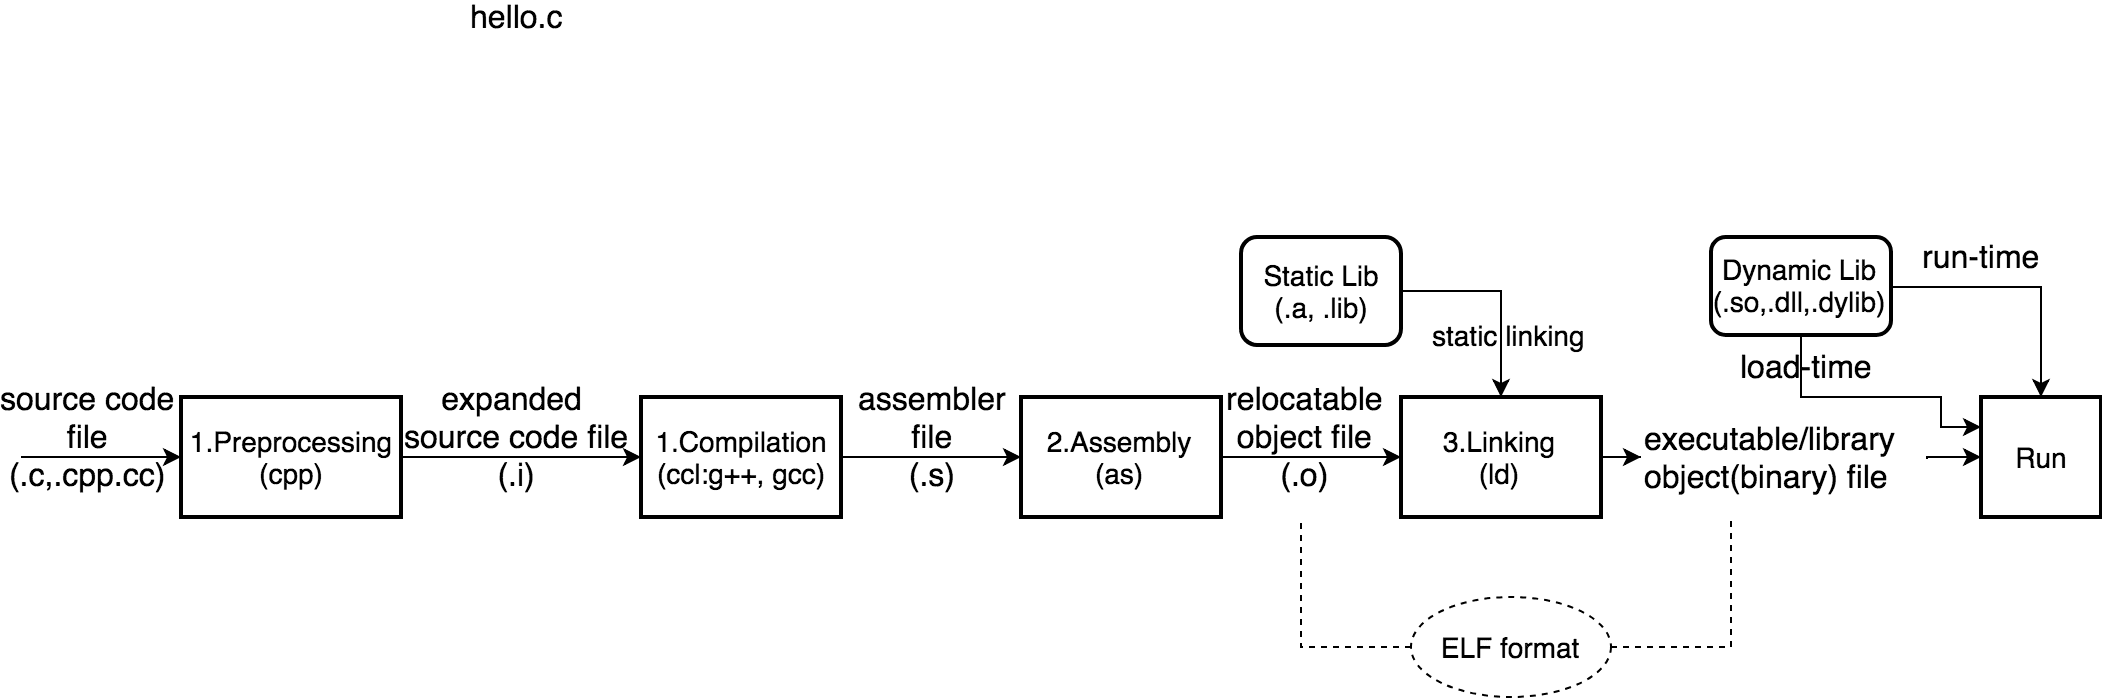 hello.c
Static Lib
(.a, .lib)
static linking
Dynamic Lib
(.so,.dll,.dylib)
run-time
load-time
source code
file
(.c,.cpp.cc)
1.Preprocessing
(cpp)
expanded
source code file
(.i)
1.Compilation
(ccl:g++, gcc)
assembler
file
(.s)
2.Assembly
(as)
relocatable
object file
(.o)
3.Linking
(ld)
executable/library
object(binary) file
Run
ELF format